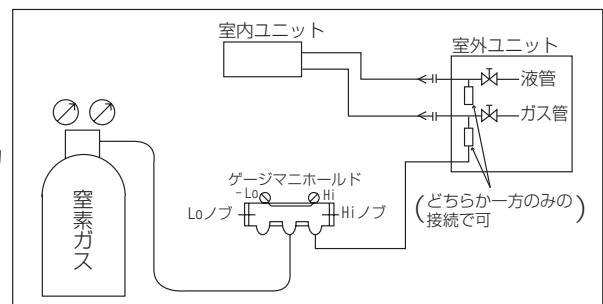 室内ユニット
室外ユニット
液管
ガス管
ゲージマニホールド
-Lo
Hi
Loノブ
Hiノブ
(どちらか一方のみの
接続で可)
窒素ガス